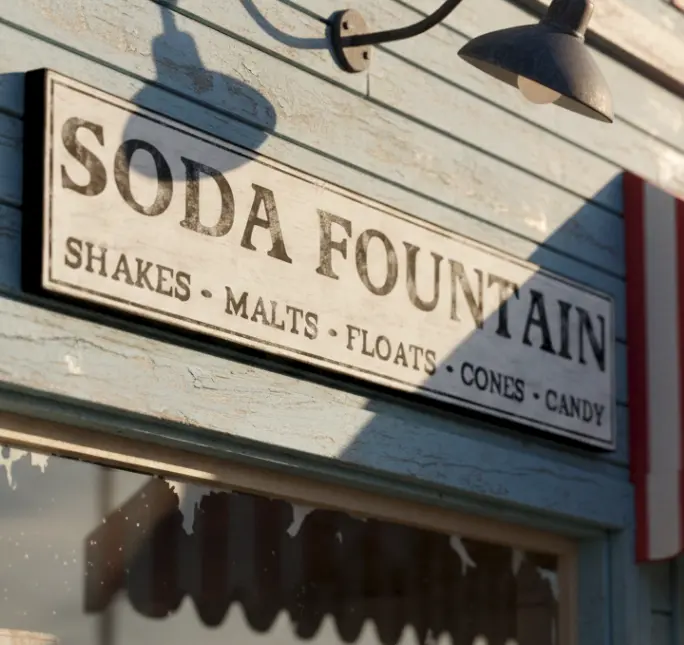 SODA FOUNTAIN
SHAKES · MALTS · FLOATS · CONES · CANDY